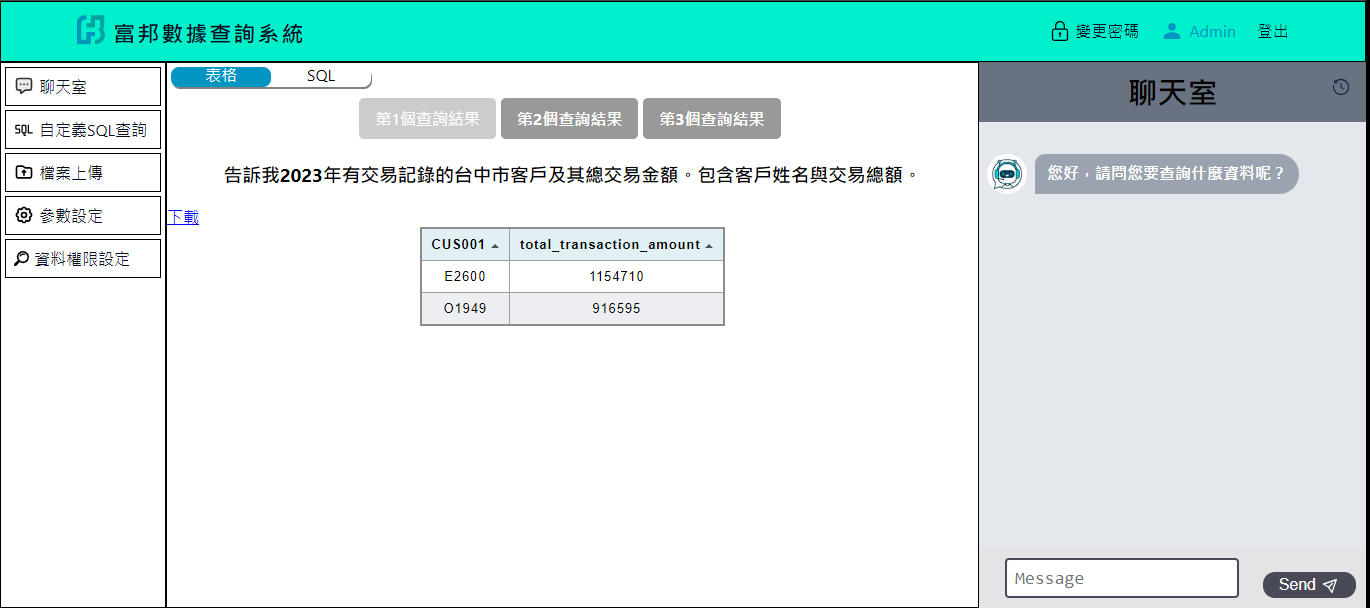 富邦數據查詢系統
變更密碼 Admin 登出
聊天室
SQL 自定義SQL查詢
檔案上傳
參數設定
資料權限設定
表格 SQL
第1個查詢結果 第2個查詢結果 第3個查詢結果
告訴我2023年有交易記錄的台中市客戶及其總交易金額。包含客戶姓名與交易總額。
下載
CUS001 total_transaction_amount
E2600 1154710
O1949 916595
聊天室
您好，請問您要查詢什麼資料呢？
Message
Send